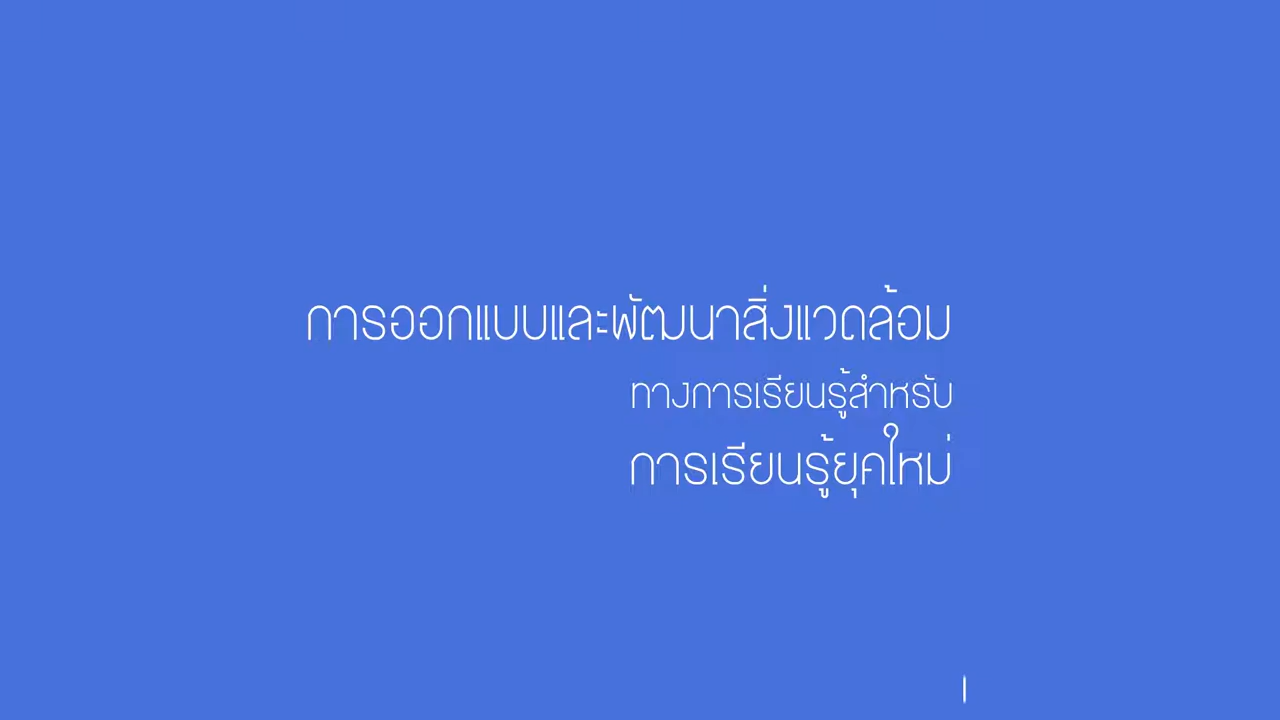 การออกแบบและพัฒนาสิ่งแวดล้อม
ทางการเรียนรู้สำหรับ
การเรียนรู้ยุคใหม่